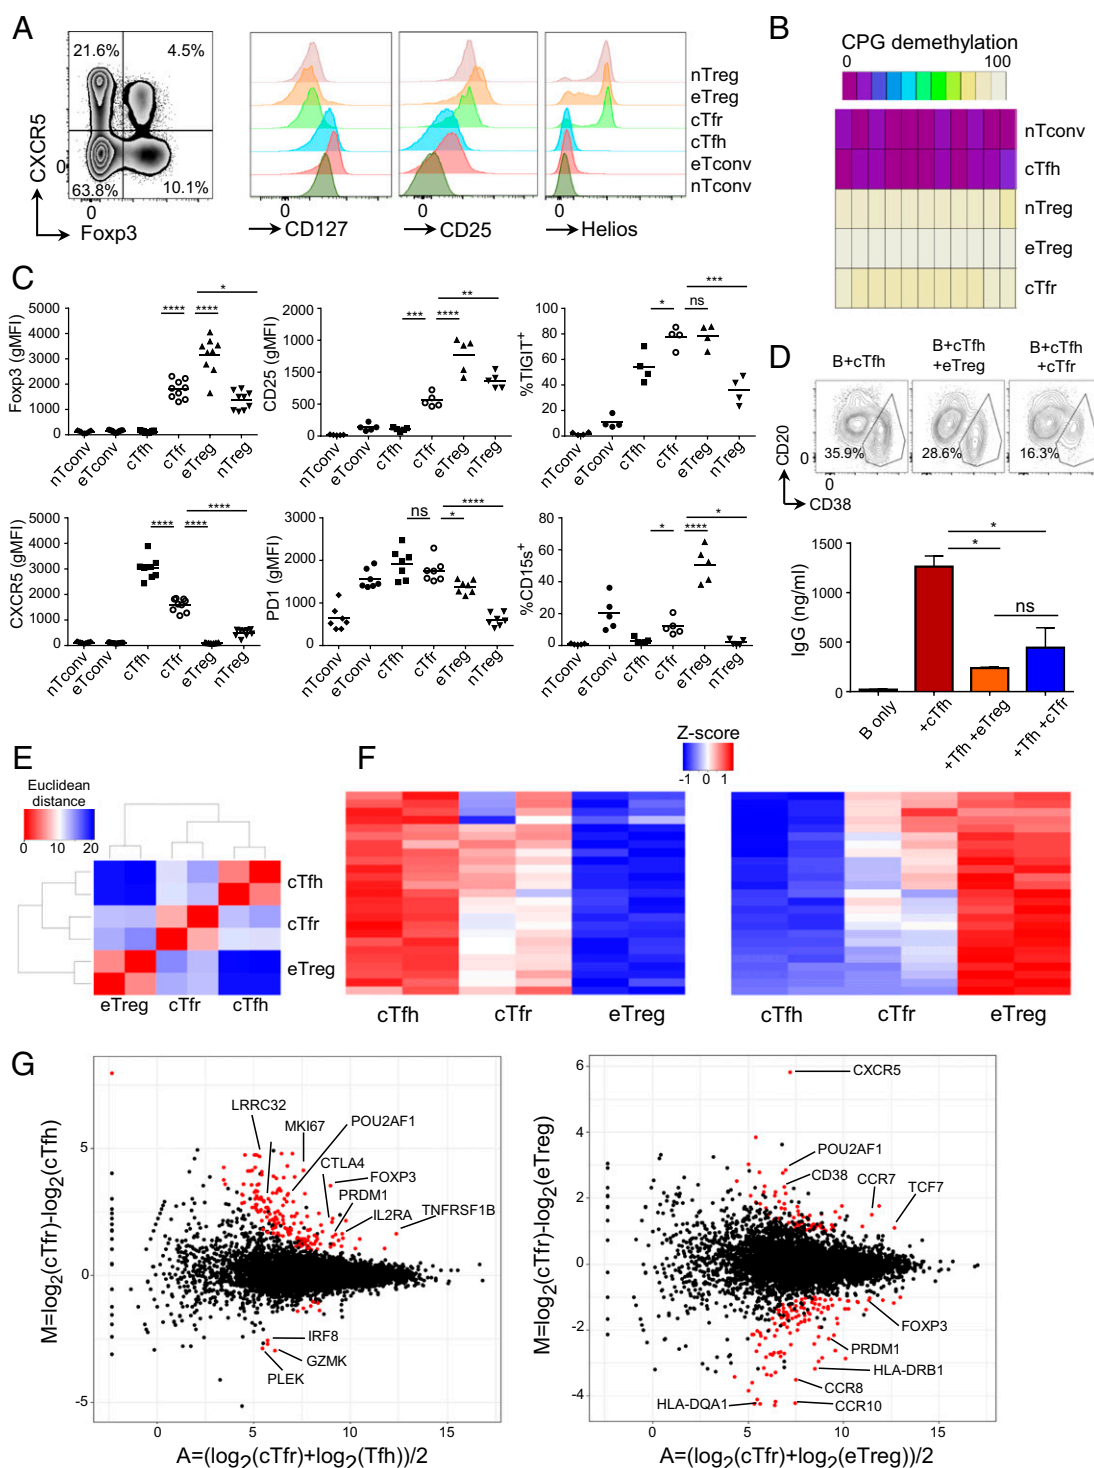 A
21.6%
4.5%
63.8%
10.1%
CXCR5
0
0
Foxp3
nTreg
eTreg
cTfr
cTfh
eTconv
nTconv
0
CD127
0
CD25
0
Helios
B
CPG demethylation
0
100
nTconv
cTfh
nTreg
eTreg
cTfr
C
Foxp3 (gMFI)
5000
4000
3000
2000
1000
0
****
****
*
nTconv
eTconv
cTfh
cTfr
eTreg
nTreg
CD25 (gMFI)
1500
1000
500
0
***
****
**
nTconv
eTconv
cTfh
cTfr
eTreg
nTreg
%TIGIT+
100
80
60
40
20
0
*
ns
***
nTconv
eTconv
cTfh
cTfr
eTreg
nTreg
CXCR5 (gMFI)
5000
4000
3000
2000
1000
0
****
****
****
nTconv
eTconv
cTfh
cTfr
eTreg
nTreg
PD1 (gMFI)
3000
2000
1000
0
ns
*
****
nTconv
eTconv
cTfh
cTfr
eTreg
nTreg
%CD15s+
80
60
40
20
0
*
****
*
nTconv
eTconv
cTfh
cTfr
eTreg
nTreg
D
B+cTfh
B+cTfh
+eTreg
B+cTfh
+cTfr
35.9%
28.6%
16.3%
CD20
0
0
0
0
CD38
IgG (ng/ml)
1500
1000
500
0
*
*
ns
B only
+cTfh
+Tfh +eTreg
+Tfh +cTfr
E
Euclidean
distance
0 10 20
cTfh
cTfr
eTreg
eTreg
cTfr
cTfh
F
Z-score
-1 0 1
cTfh
cTfr
eTreg
cTfh
cTfr
eTreg
G
M=log2(cTfr)-log2(cTfh)
5
0
-5
LRRC32
MKI67
POU2AF1
CTLA4
FOXP3
PRDM1
IL2RA
TNFRSF1B
IRF8
GZMK
PLEK
0
5
10
15
A=(log2(cTfr)+log2(Tfh))/2
M=log2(cTfr)-log2(eTreg)
6
4
2
0
-2
-4
CXCR5
POU2AF1
CD38
CCR7
TCF7
FOXP3
PRDM1
HLA-DRB1
CCR8
HLA-DQA1
CCR10
0
5
10
15
A=(log2(cTfr)+log2(eTreg))/2